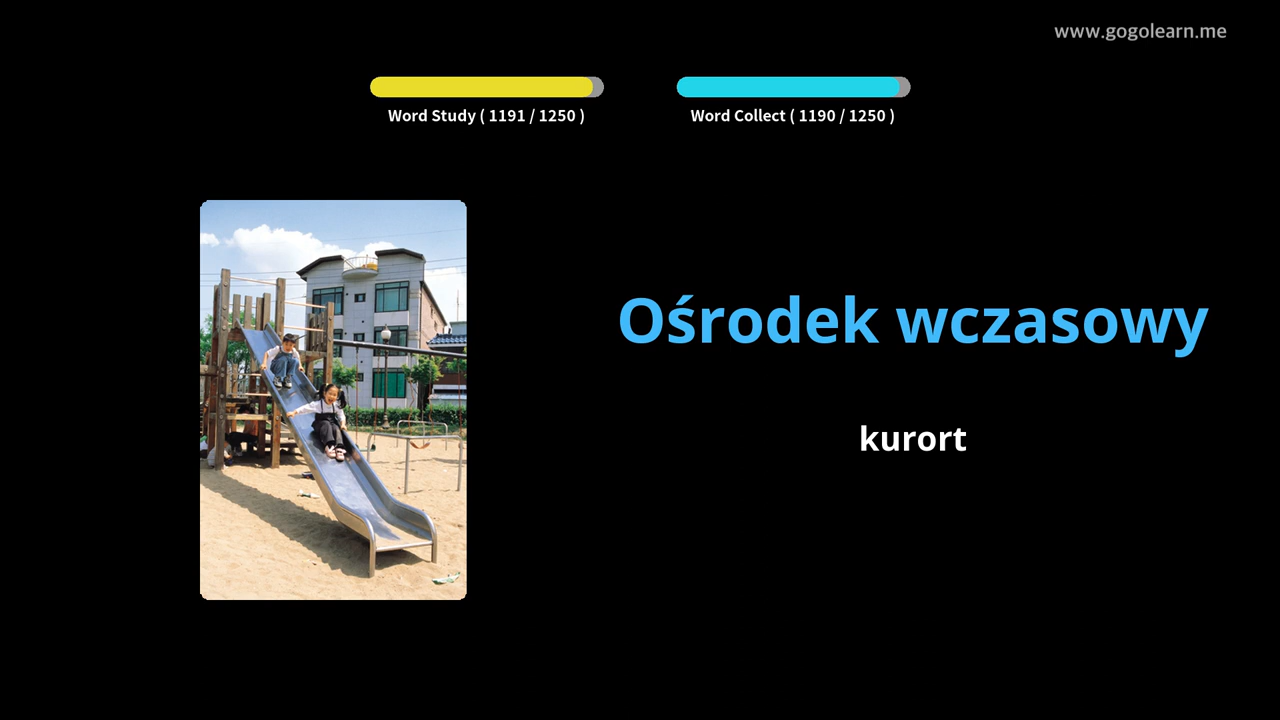 www.gogolearn.me
Word Study ( 1191 / 1250 )
Word Collect ( 1190 / 1250 )
Ośrodek wczasowy
kurort